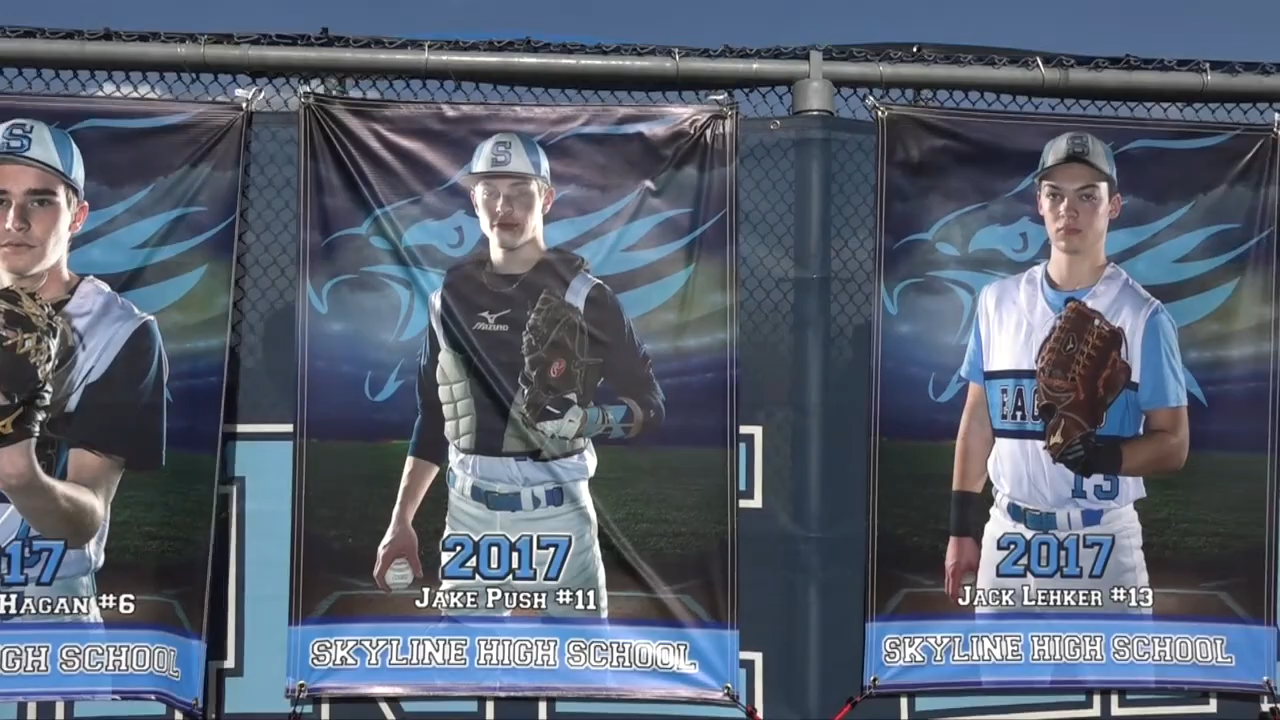 S
17
HAGAN #6
GH SCHOOL
S
MIZUNO
R
2017
JAKE PUSH #11
SKYLINE HIGH SCHOOL
S
EAG
13
2017
JACK LEHKER #13
SKYLINE HIGH SCHOOL